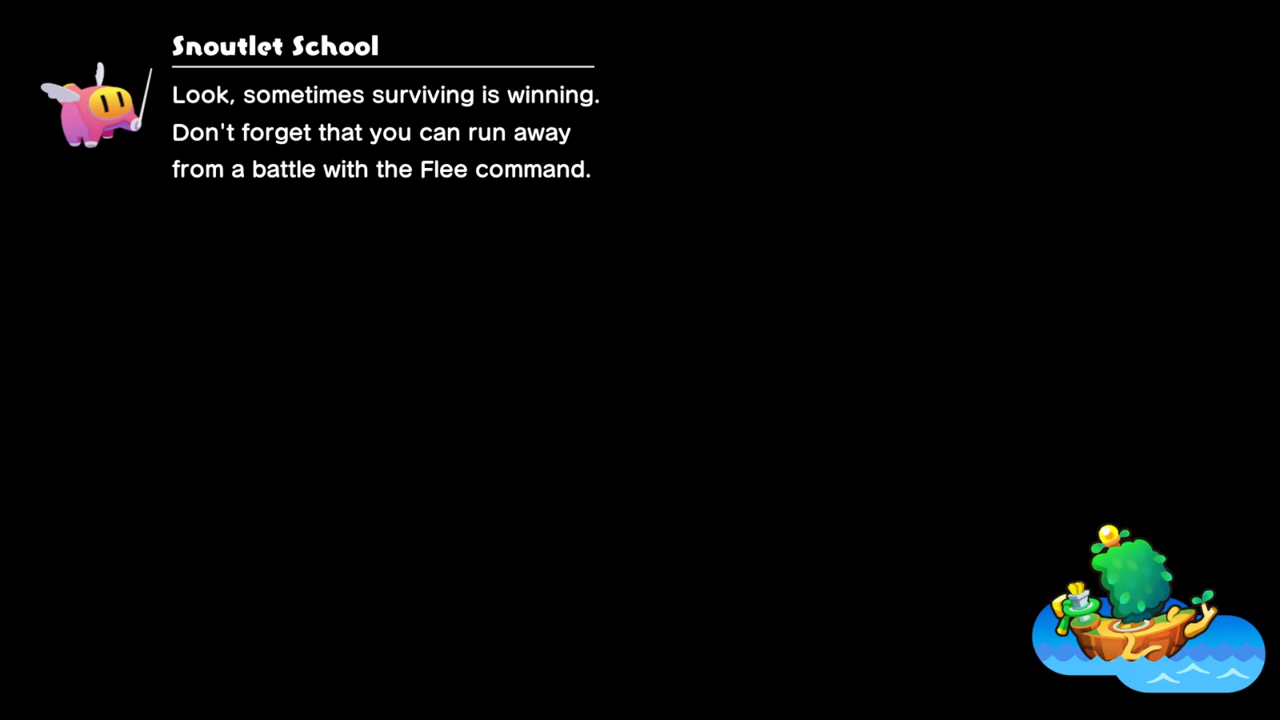 Snoutlet School
Look, sometimes surviving is winning.
Don't forget that you can run away
from a battle with the Flee command.